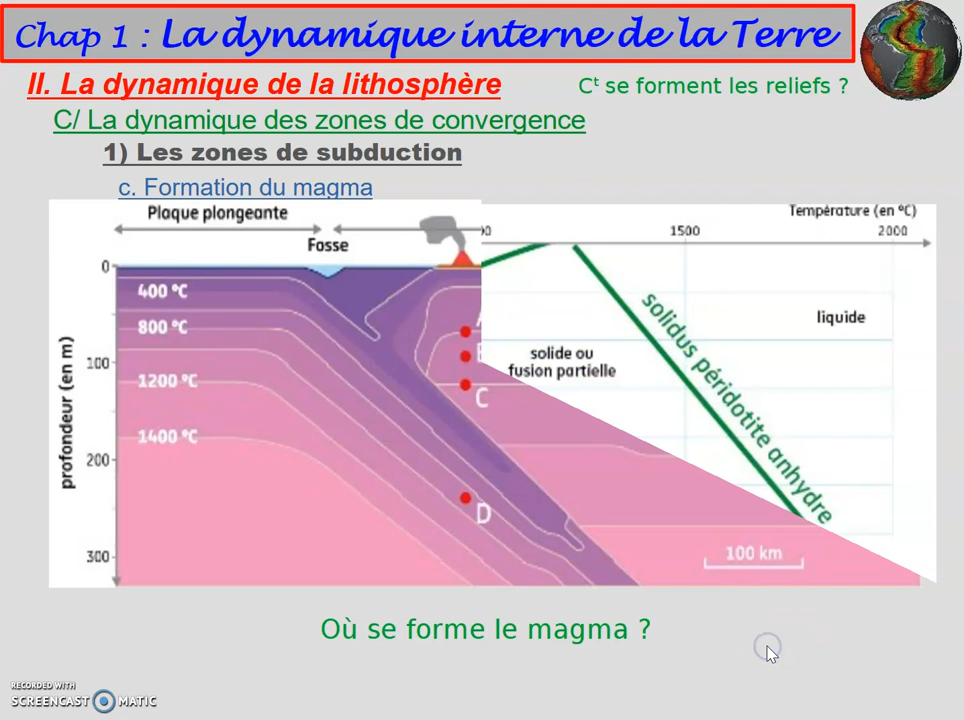 Chap 1 : La dynamique interne de la Terre
II. La dynamique de la lithosphère
Cᵗ se forment les reliefs ?
C/ La dynamique des zones de convergence
1) Les zones de subduction
c. Formation du magma
Plaque plongeante
Température (en °C)
Fosse
1500
2000
0
400 °C
800 °C
100
1200 °C
1400 °C
200
300
profondeur (en m)
C
D
liquide
solide ou
fusion partielle
solidus péridotite anhydre
100 km
Où se forme le magma ?
RECORDED WITH
SCREENCAST MATIC